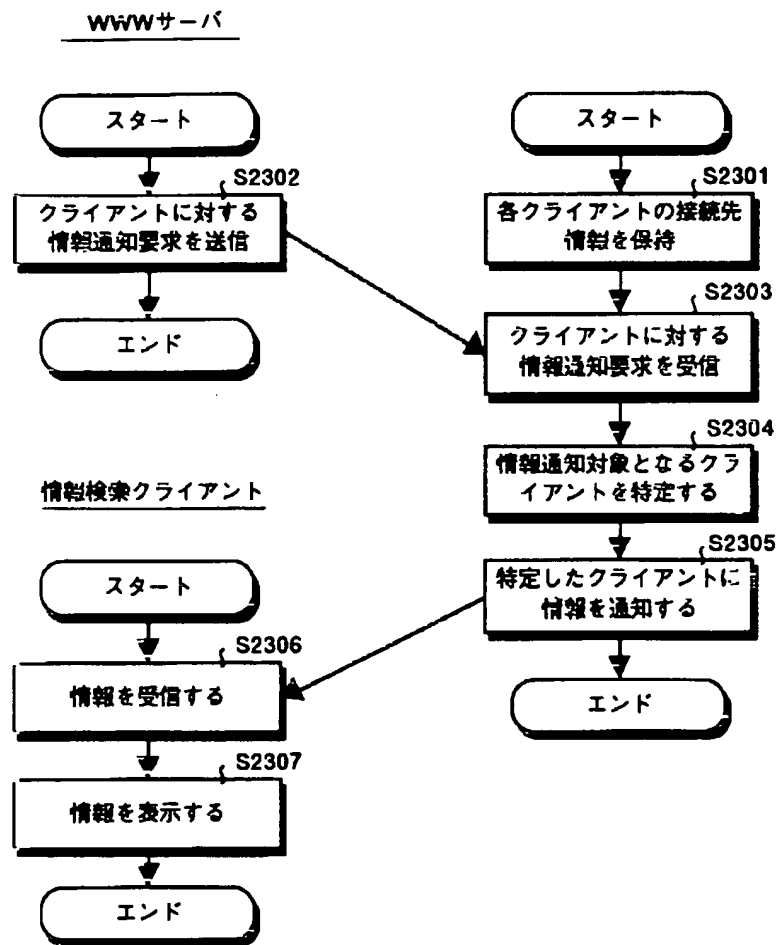 WWWサーバ
スタート
S2302
クライアントに対する
情報通知要求を送信
エンド
スタート
S2301
各クライアントの接続先
情報を保持
S2303
クライアントに対する
情報通知要求を受信
S2304
情報通知対象となるクラ
イアントを特定する
S2305
特定したクライアントに
情報を通知する
エンド
情報検索クライアント
スタート
S2306
情報を受信する
S2307
情報を表示する
エンド